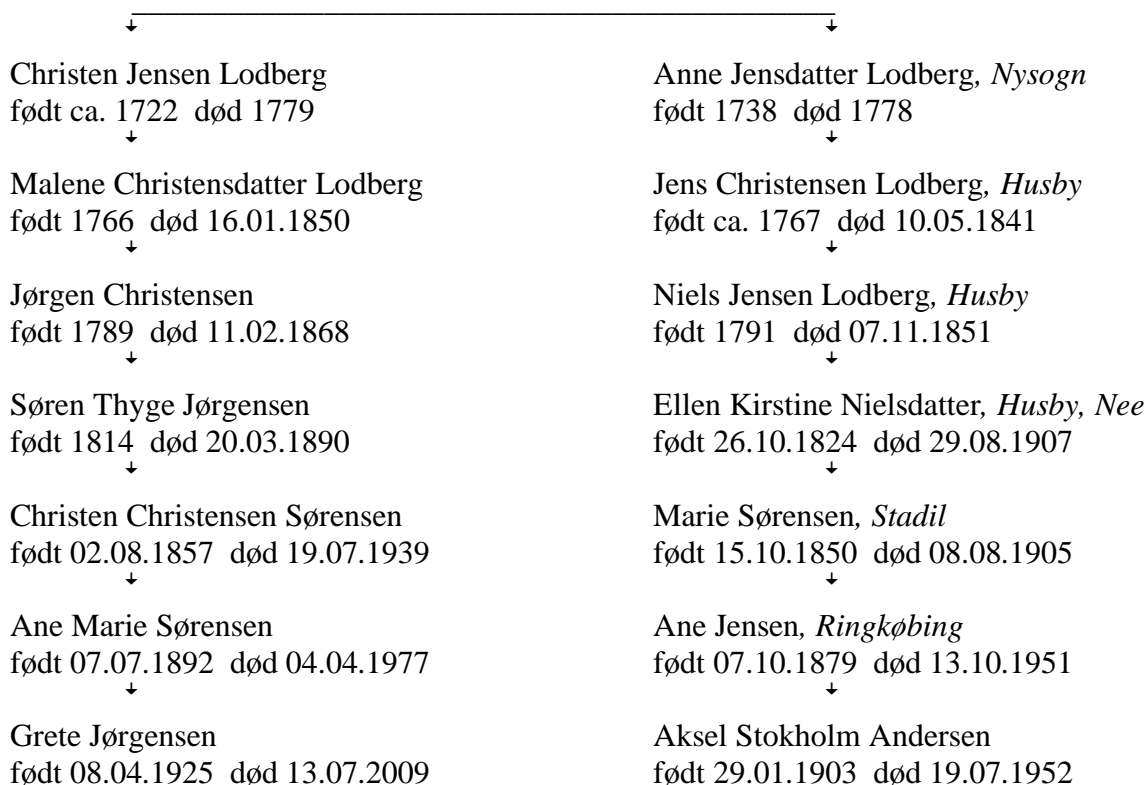 Christen Jensen Lodberg
født ca. 1722 død 1779
Malene Christensdatter Lodberg
født 1766 død 16.01.1850
Jørgen Christensen
født 1789 død 11.02.1868
Søren Thyge Jørgensen
født 1814 død 20.03.1890
Christen Christensen Sørensen
født 02.08.1857 død 19.07.1939
Ane Marie Sørensen
født 07.07.1892 død 04.04.1977
Grete Jørgensen
født 08.04.1925 død 13.07.2009
Anne Jensdatter Lodberg, Nysogn
født 1738 død 1778
Jens Christensen Lodberg, Husby
født ca. 1767 død 10.05.1841
Niels Jensen Lodberg, Husby
født 1791 død 07.11.1851
Ellen Kirstine Nielsdatter, Husby, Nee
født 26.10.1824 død 29.08.1907
Marie Sørensen, Stadil
født 15.10.1850 død 08.08.1905
Ane Jensen, Ringkøbing
født 07.10.1879 død 13.10.1951
Aksel Stokholm Andersen
født 29.01.1903 død 19.07.1952